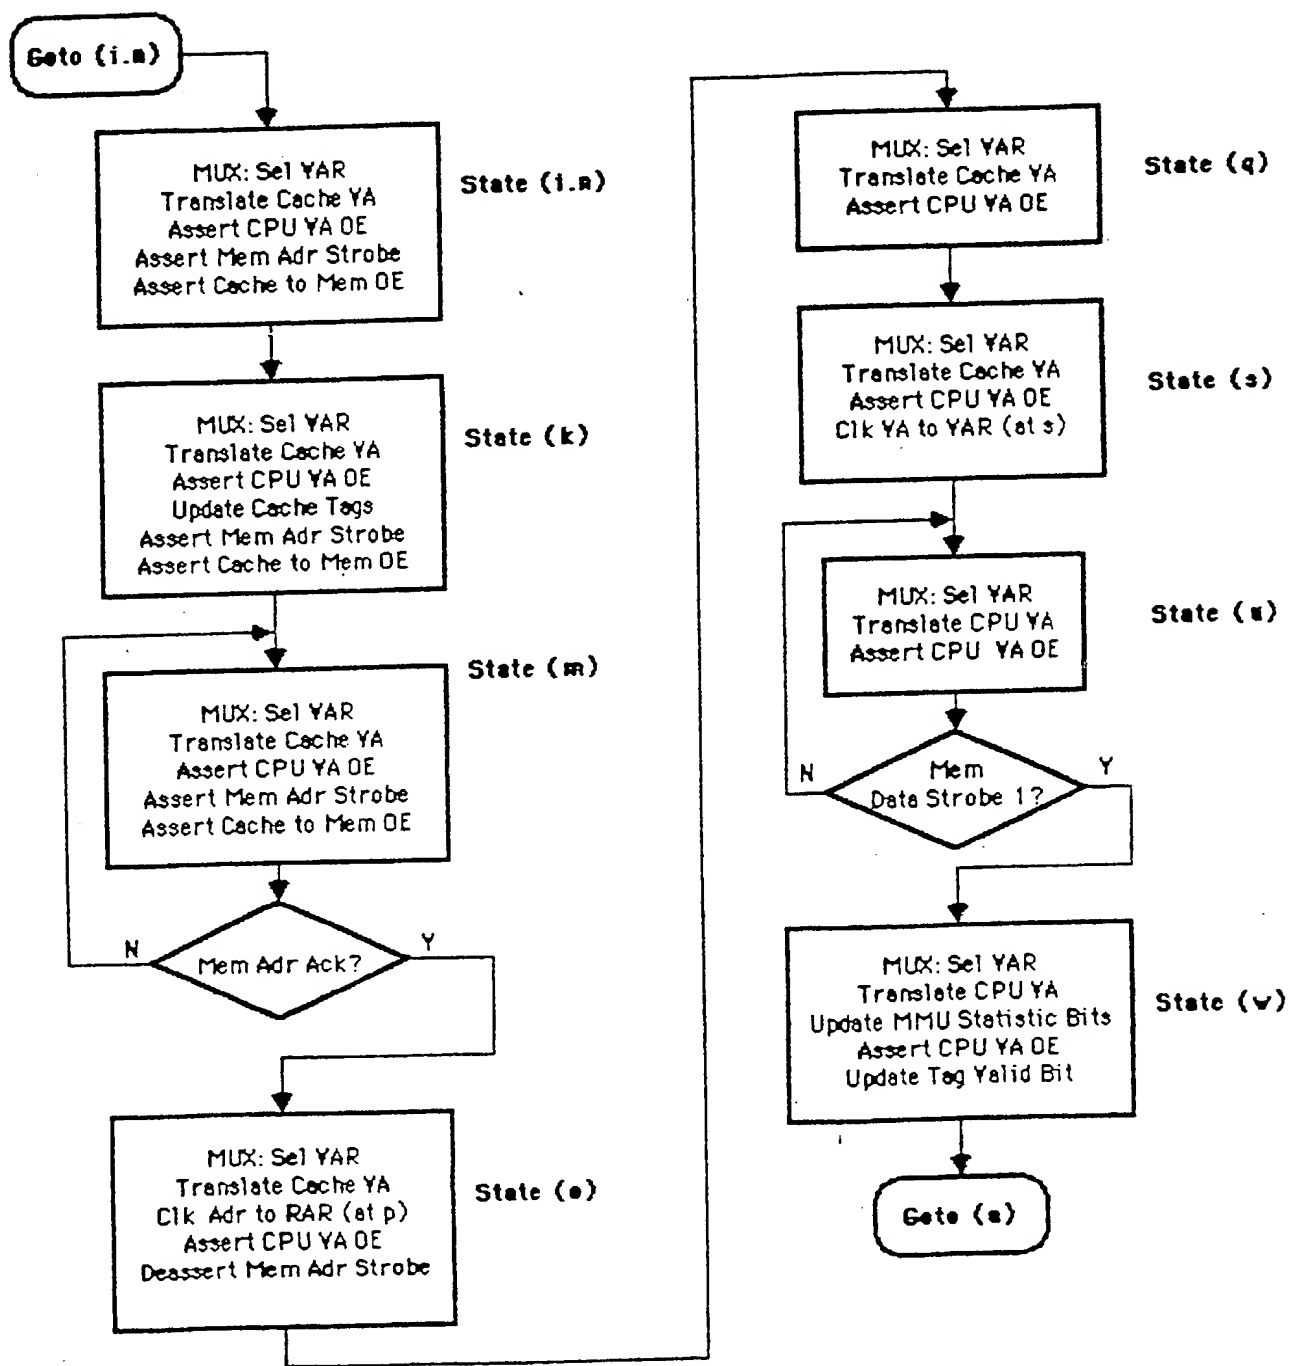 Goto (i.n)
MUX: Sel VAR
Translate Cache VA
Assert CPU VA OE
Assert Mem Adr Strobe
Assert Cache to Mem OE
State (i.n)
MUX: Sel VAR
Translate Cache VA
Assert CPU VA OE
Update Cache Tags
Assert Mem Adr Strobe
Assert Cache to Mem OE
State (k)
MUX: Sel VAR
Translate Cache VA
Assert CPU VA OE
Assert Mem Adr Strobe
Assert Cache to Mem OE
State (m)
Mem Adr Ack?
N
Y
MUX: Sel VAR
Translate Cache VA
Clk Adr to RAR (at p)
Assert CPU VA OE
Deassert Mem Adr Strobe
State (o)
MUX: Sel VAR
Translate Cache VA
Assert CPU VA OE
State (q)
MUX: Sel VAR
Translate Cache VA
Assert CPU VA OE
Clk VA to VAR (at s)
State (s)
MUX: Sel VAR
Translate CPU VA
Assert CPU VA OE
State (u)
Mem
Data Strobe 1?
N
Y
MUX: Sel VAR
Translate CPU VA
Update MMU Statistic Bits
Assert CPU VA OE
Update Tag Valid Bit
State (w)
Goto (a)